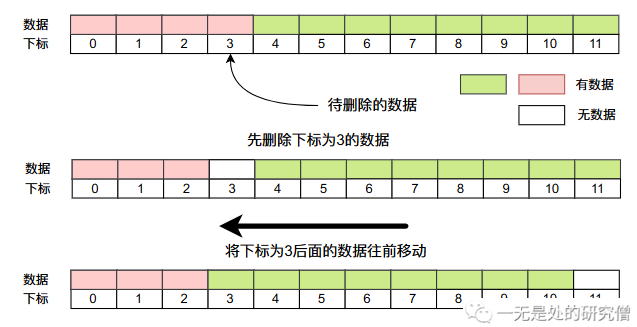 数据
下标 0 1 2 3 4 5 6 7 8 9 10 11
待删除的数据
有数据
无数据
先删除下标为3的数据
数据
下标 0 1 2 3 4 5 6 7 8 9 10 11
将下标为3后面的数据往前移动
数据
下标 0 1 2 3 4 5 6 7 8 9 10 11
一无是处的研究僧